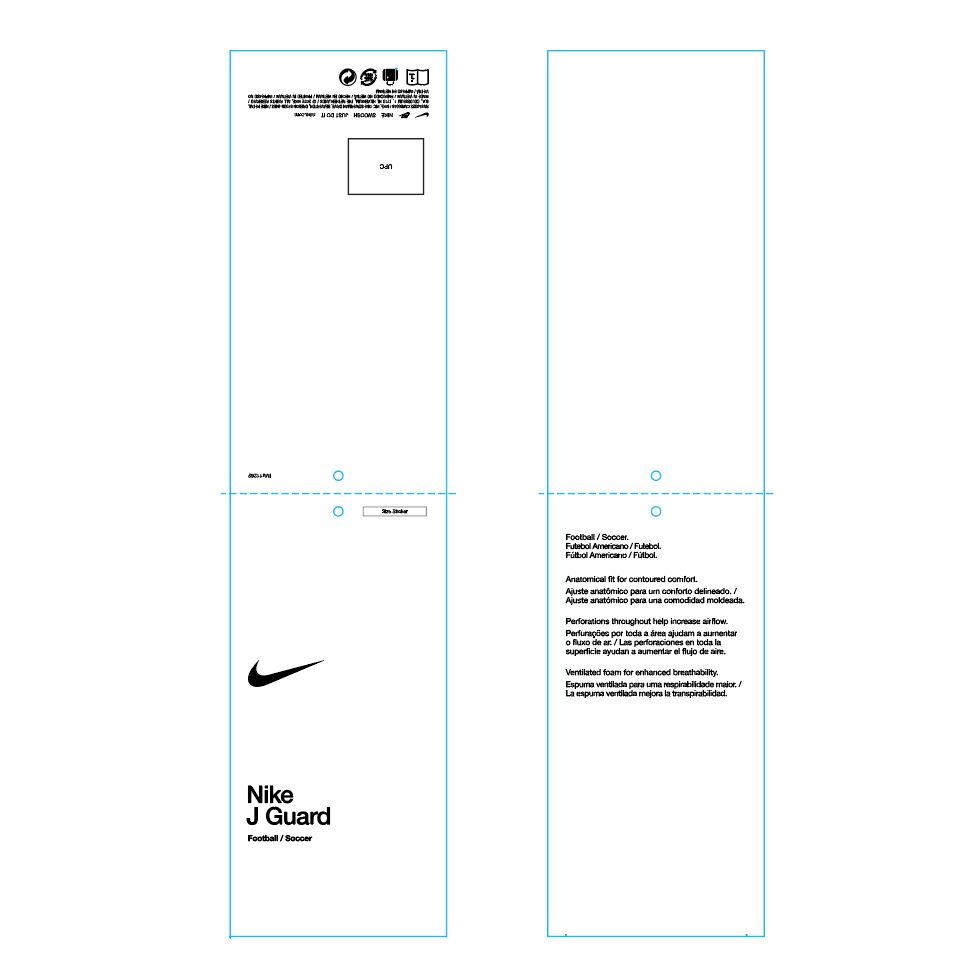 nike.com JUST DO IT SWOOSH NIKE
UPC
Size Sticker
Nike
J Guard
Football / Soccer
Football / Soccer.
Futebol Americano / Futebol.
Fútbol Americano / Fútbol.
Anatomical fit for contoured comfort.
Ajuste anatômico para um conforto delineado. /
Ajuste anatómico para una comodidad moldeada.
Perforations throughout help increase airflow.
Perfurações por toda a área ajudam a aumentar
o fluxo de ar. / Las perforaciones en toda la
superficie ayudan a aumentar el flujo de aire.
Ventilated foam for enhanced breathability.
Espuma ventilada para uma respirabilidade maior. /
La espuma ventilada mejora la transpirabilidad.